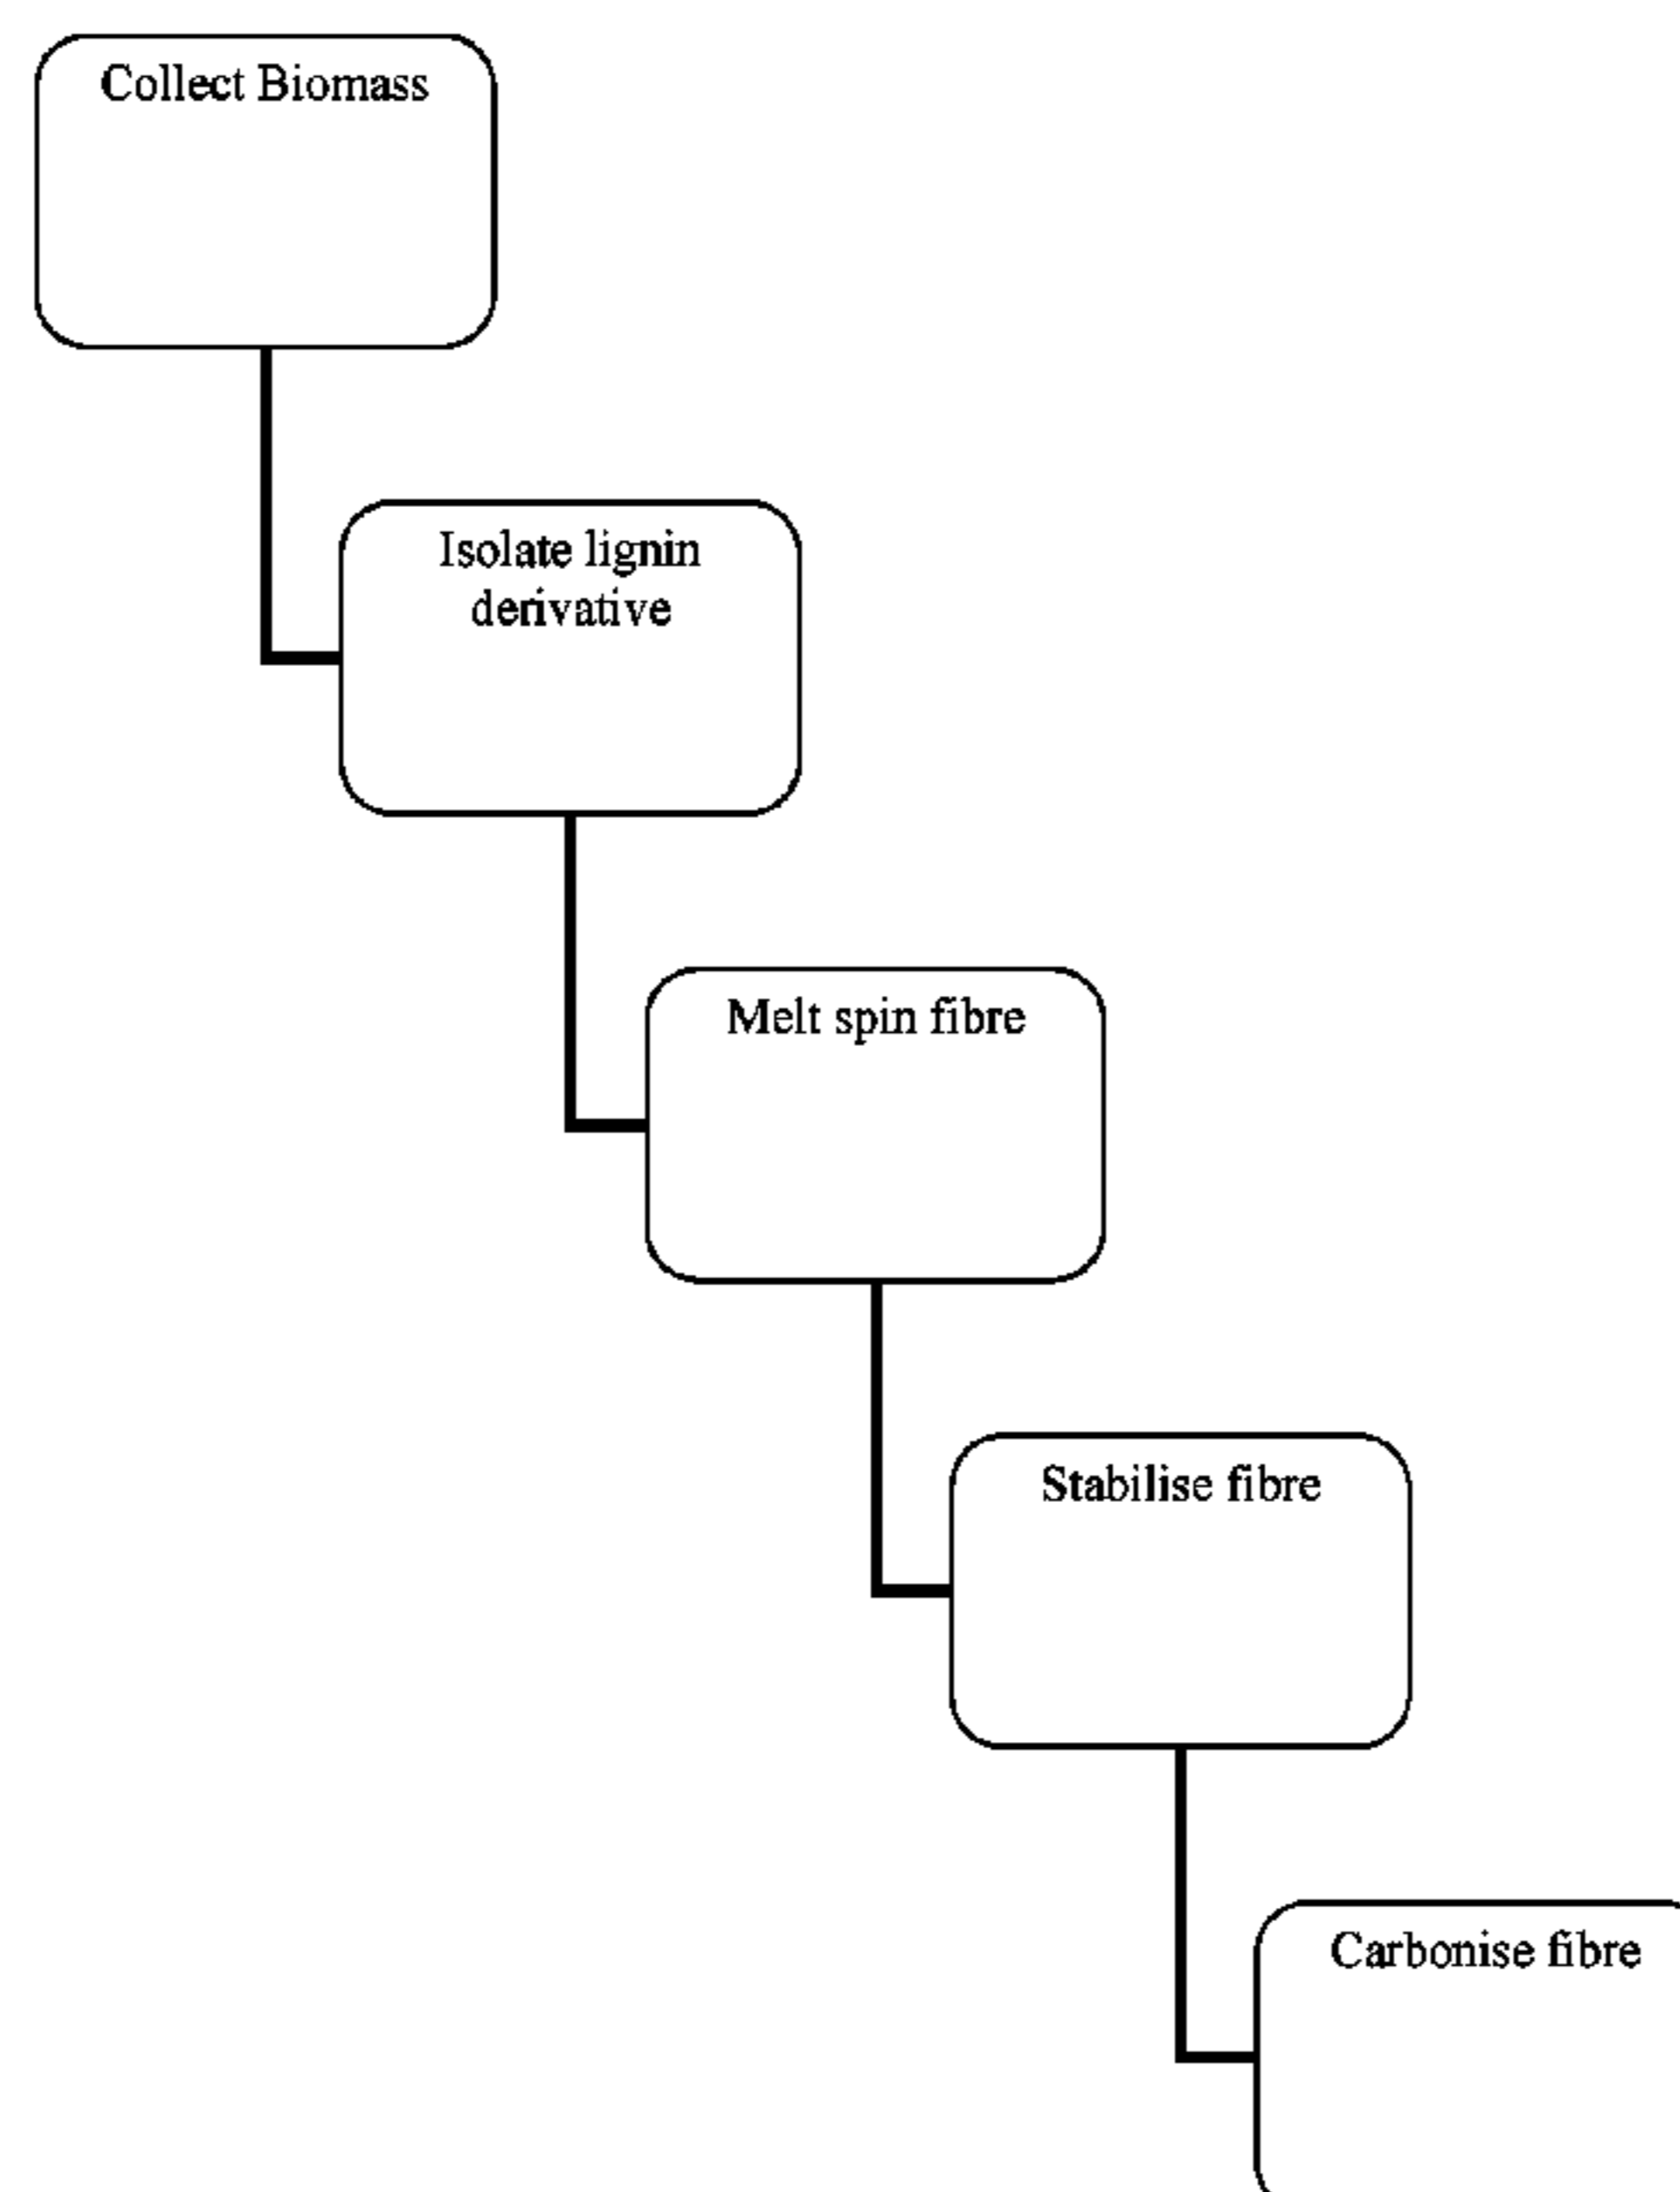 Collect Biomass
Isolate lignin
derivative
Melt spin fibre
Stabilise fibre
Carbonise fibre